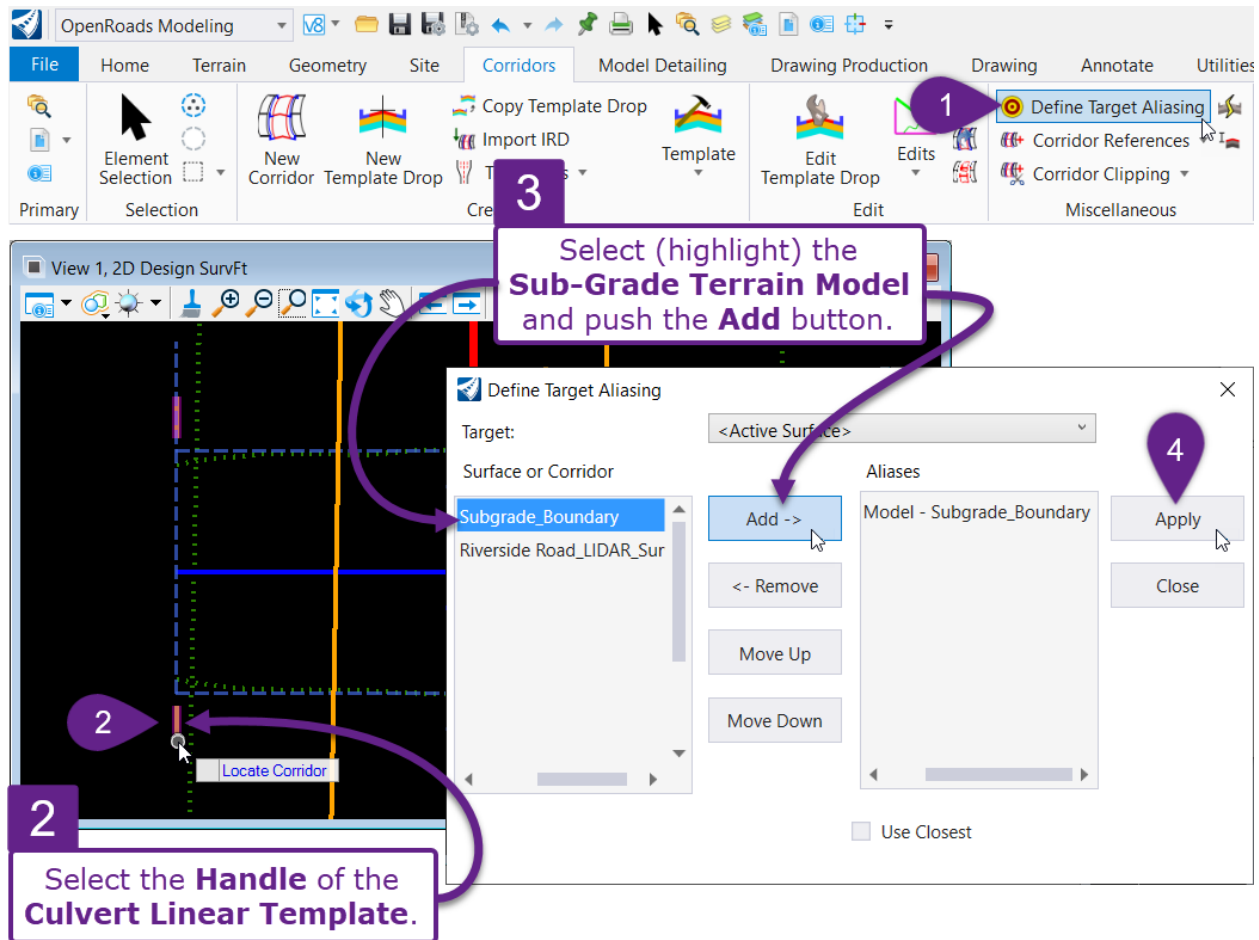 OpenRoads Modeling
File Home Terrain Geometry Site Corridors Model Detailing Drawing Production Drawing Annotate Utilities
Element
Selection
New
Corridor
New
Template Drop
Copy Template Drop
Import IRD
Template
Edit
Template Drop
Edits
1
Define Target Aliasing
Corridor References
Corridor Clipping
Primary Selection Edit Miscellaneous
3
Select (highlight) the
Sub-Grade Terrain Model
and push the Add button.
View 1, 2D Design SurvFt
Define Target Aliasing
Target: <Active Surface>
Surface or Corridor
Aliases
Subgrade_Boundary
Riverside Road_LIDAR_Sur
Add ->
<- Remove
Move Up
Move Down
Model - Subgrade_Boundary
4
Apply
Close
Use Closest
2
Locate Corridor
2
Select the Handle of the
Culvert Linear Template.